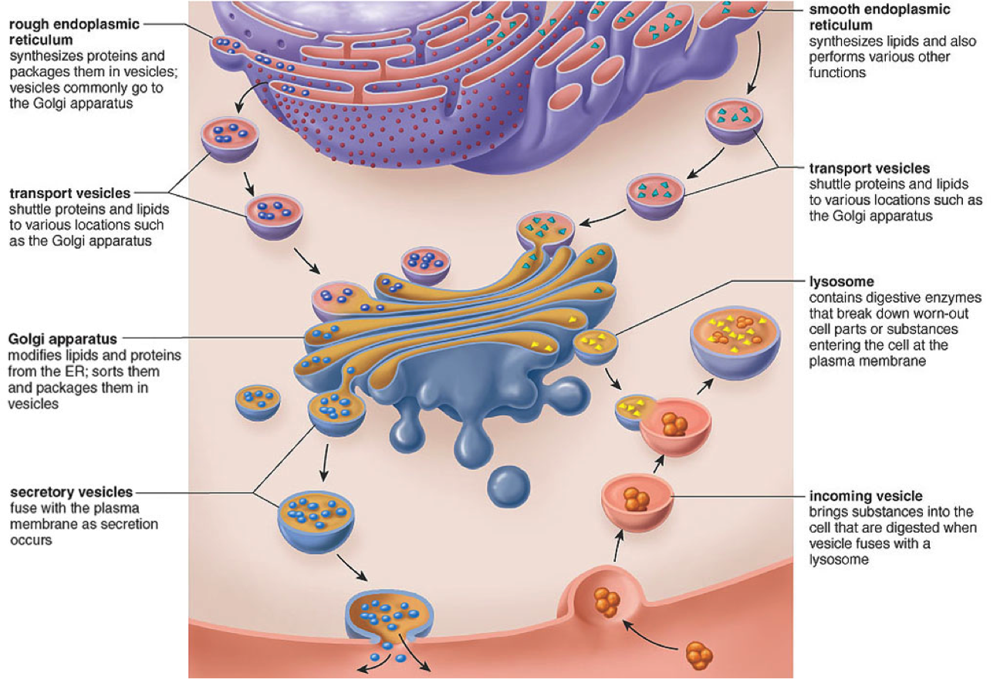 rough endoplasmic
reticulum
synthesizes proteins and
packages them in vesicles;
vesicles commonly go to
the Golgi apparatus
transport vesicles
shuttle proteins and lipids
to various locations such
as the Golgi apparatus
Golgi apparatus
modifies lipids and proteins
from the ER; sorts them
and packages them in
vesicles
secretory vesicles
fuse with the plasma
membrane as secretion
occurs
smooth endoplasmic
reticulum
synthesizes lipids and also
performs various other
functions
transport vesicles
shuttle proteins and lipids
to various locations such as
the Golgi apparatus
lysosome
contains digestive enzymes
that break down worn-out
cell parts or substances
entering the cell at the
plasma membrane
incoming vesicle
brings substances into the
cell that are digested when
vesicle fuses with a
lysosome